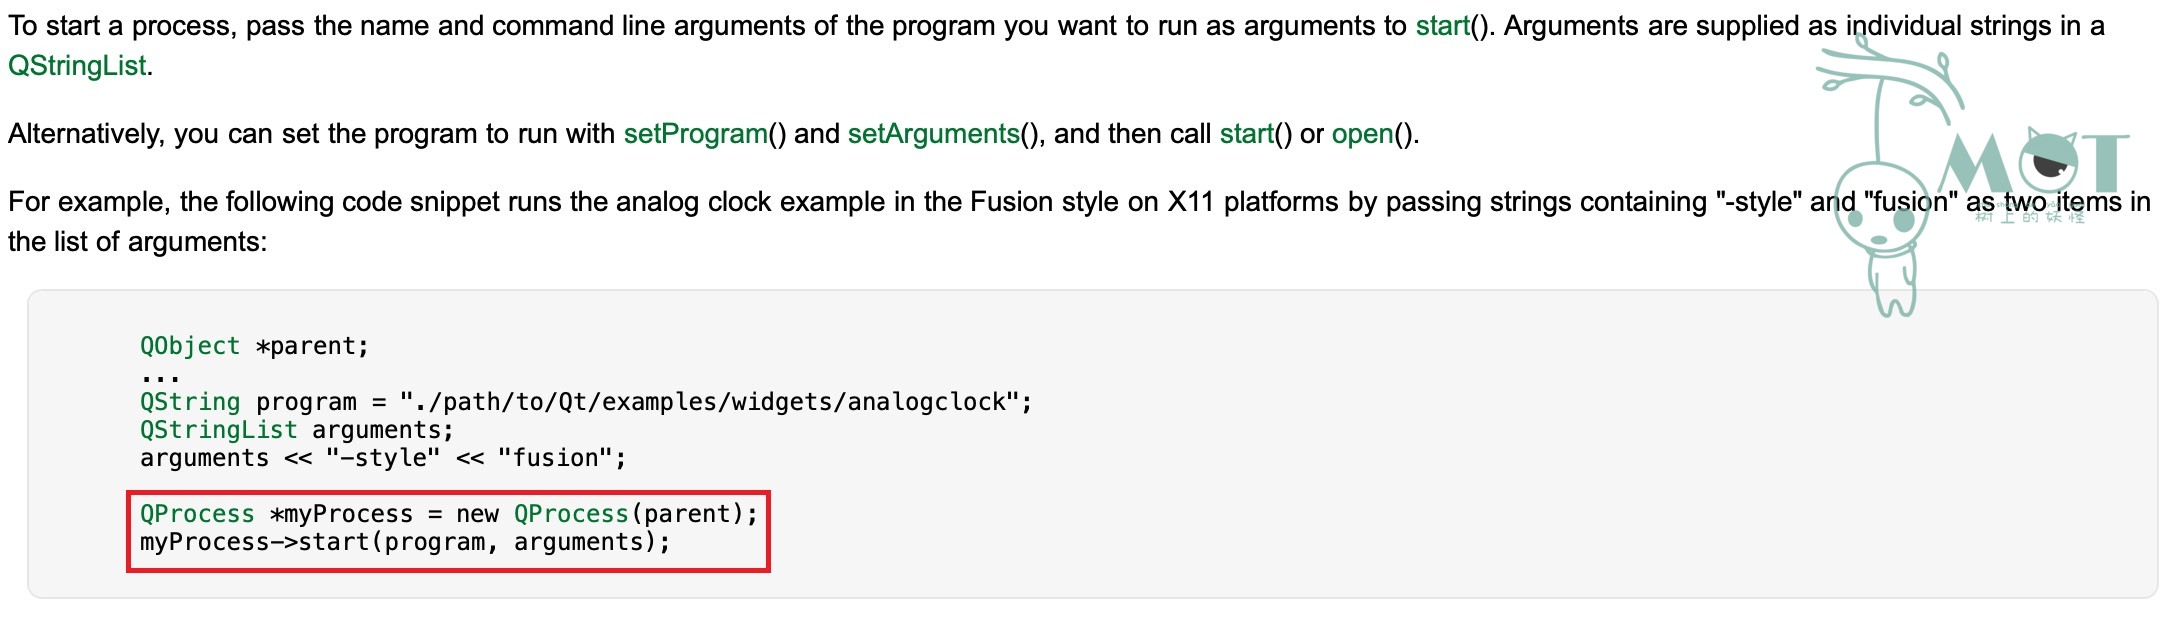 To start a process, pass the name and command line arguments of the program you want to run as arguments to start(). Arguments are supplied as individual strings in a
QStringList.
Alternatively, you can set the program to run with setProgram() and setArguments(), and then call start() or open().
MOT
For example, the following code snippet runs the analog clock example in the Fusion style on X11 platforms by passing strings containing "-style" and "fusion" as two items in
树上的妖怪
the list of arguments:
QObject *parent;
...
QString program = "./path/to/Qt/examples/widgets/analogclock";
QStringList arguments;
arguments << "-style" << "fusion";
QProcess *myProcess = new QProcess(parent);
myProcess->start(program, arguments);